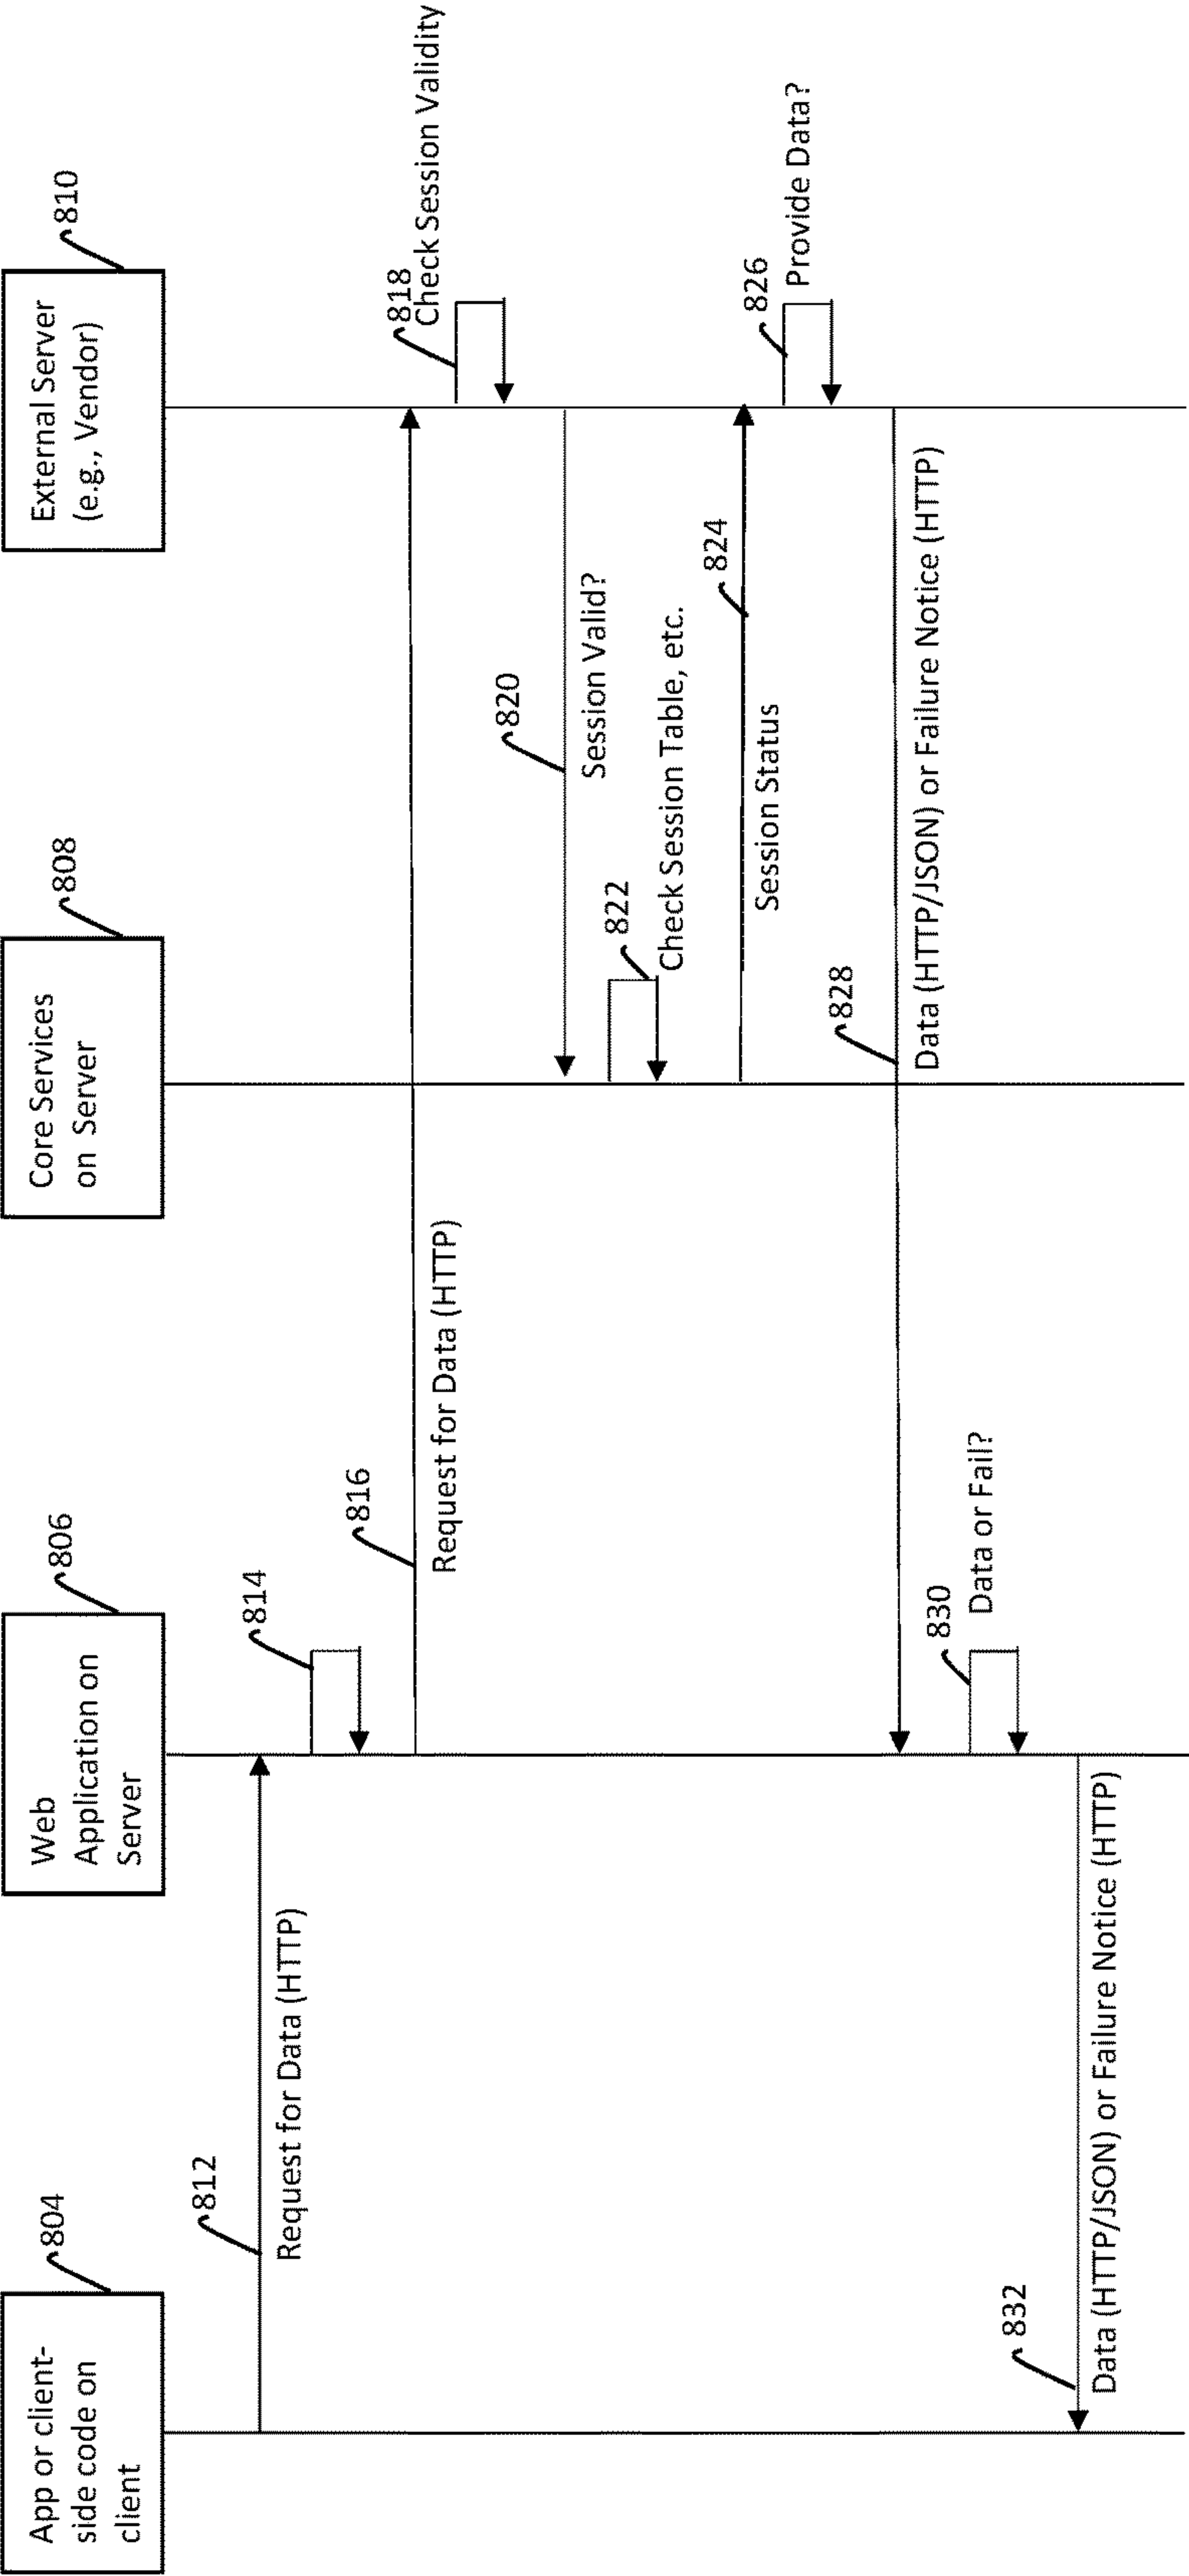 App or client-
side code on
client
804
Web
Application on
Server
806
Core Services
on Server
808
External Server
(e.g., Vendor)
810
812
Request for Data (HTTP)
814
816
Request for Data (HTTP)
818
Check Session Validity
820
Session Valid?
822
Check Session Table, etc.
824
Session Status
826
Provide Data?
828
Data (HTTP/JSON) or Failure Notice (HTTP)
830
Data or Fail?
832
Data (HTTP/JSON) or Failure Notice (HTTP)